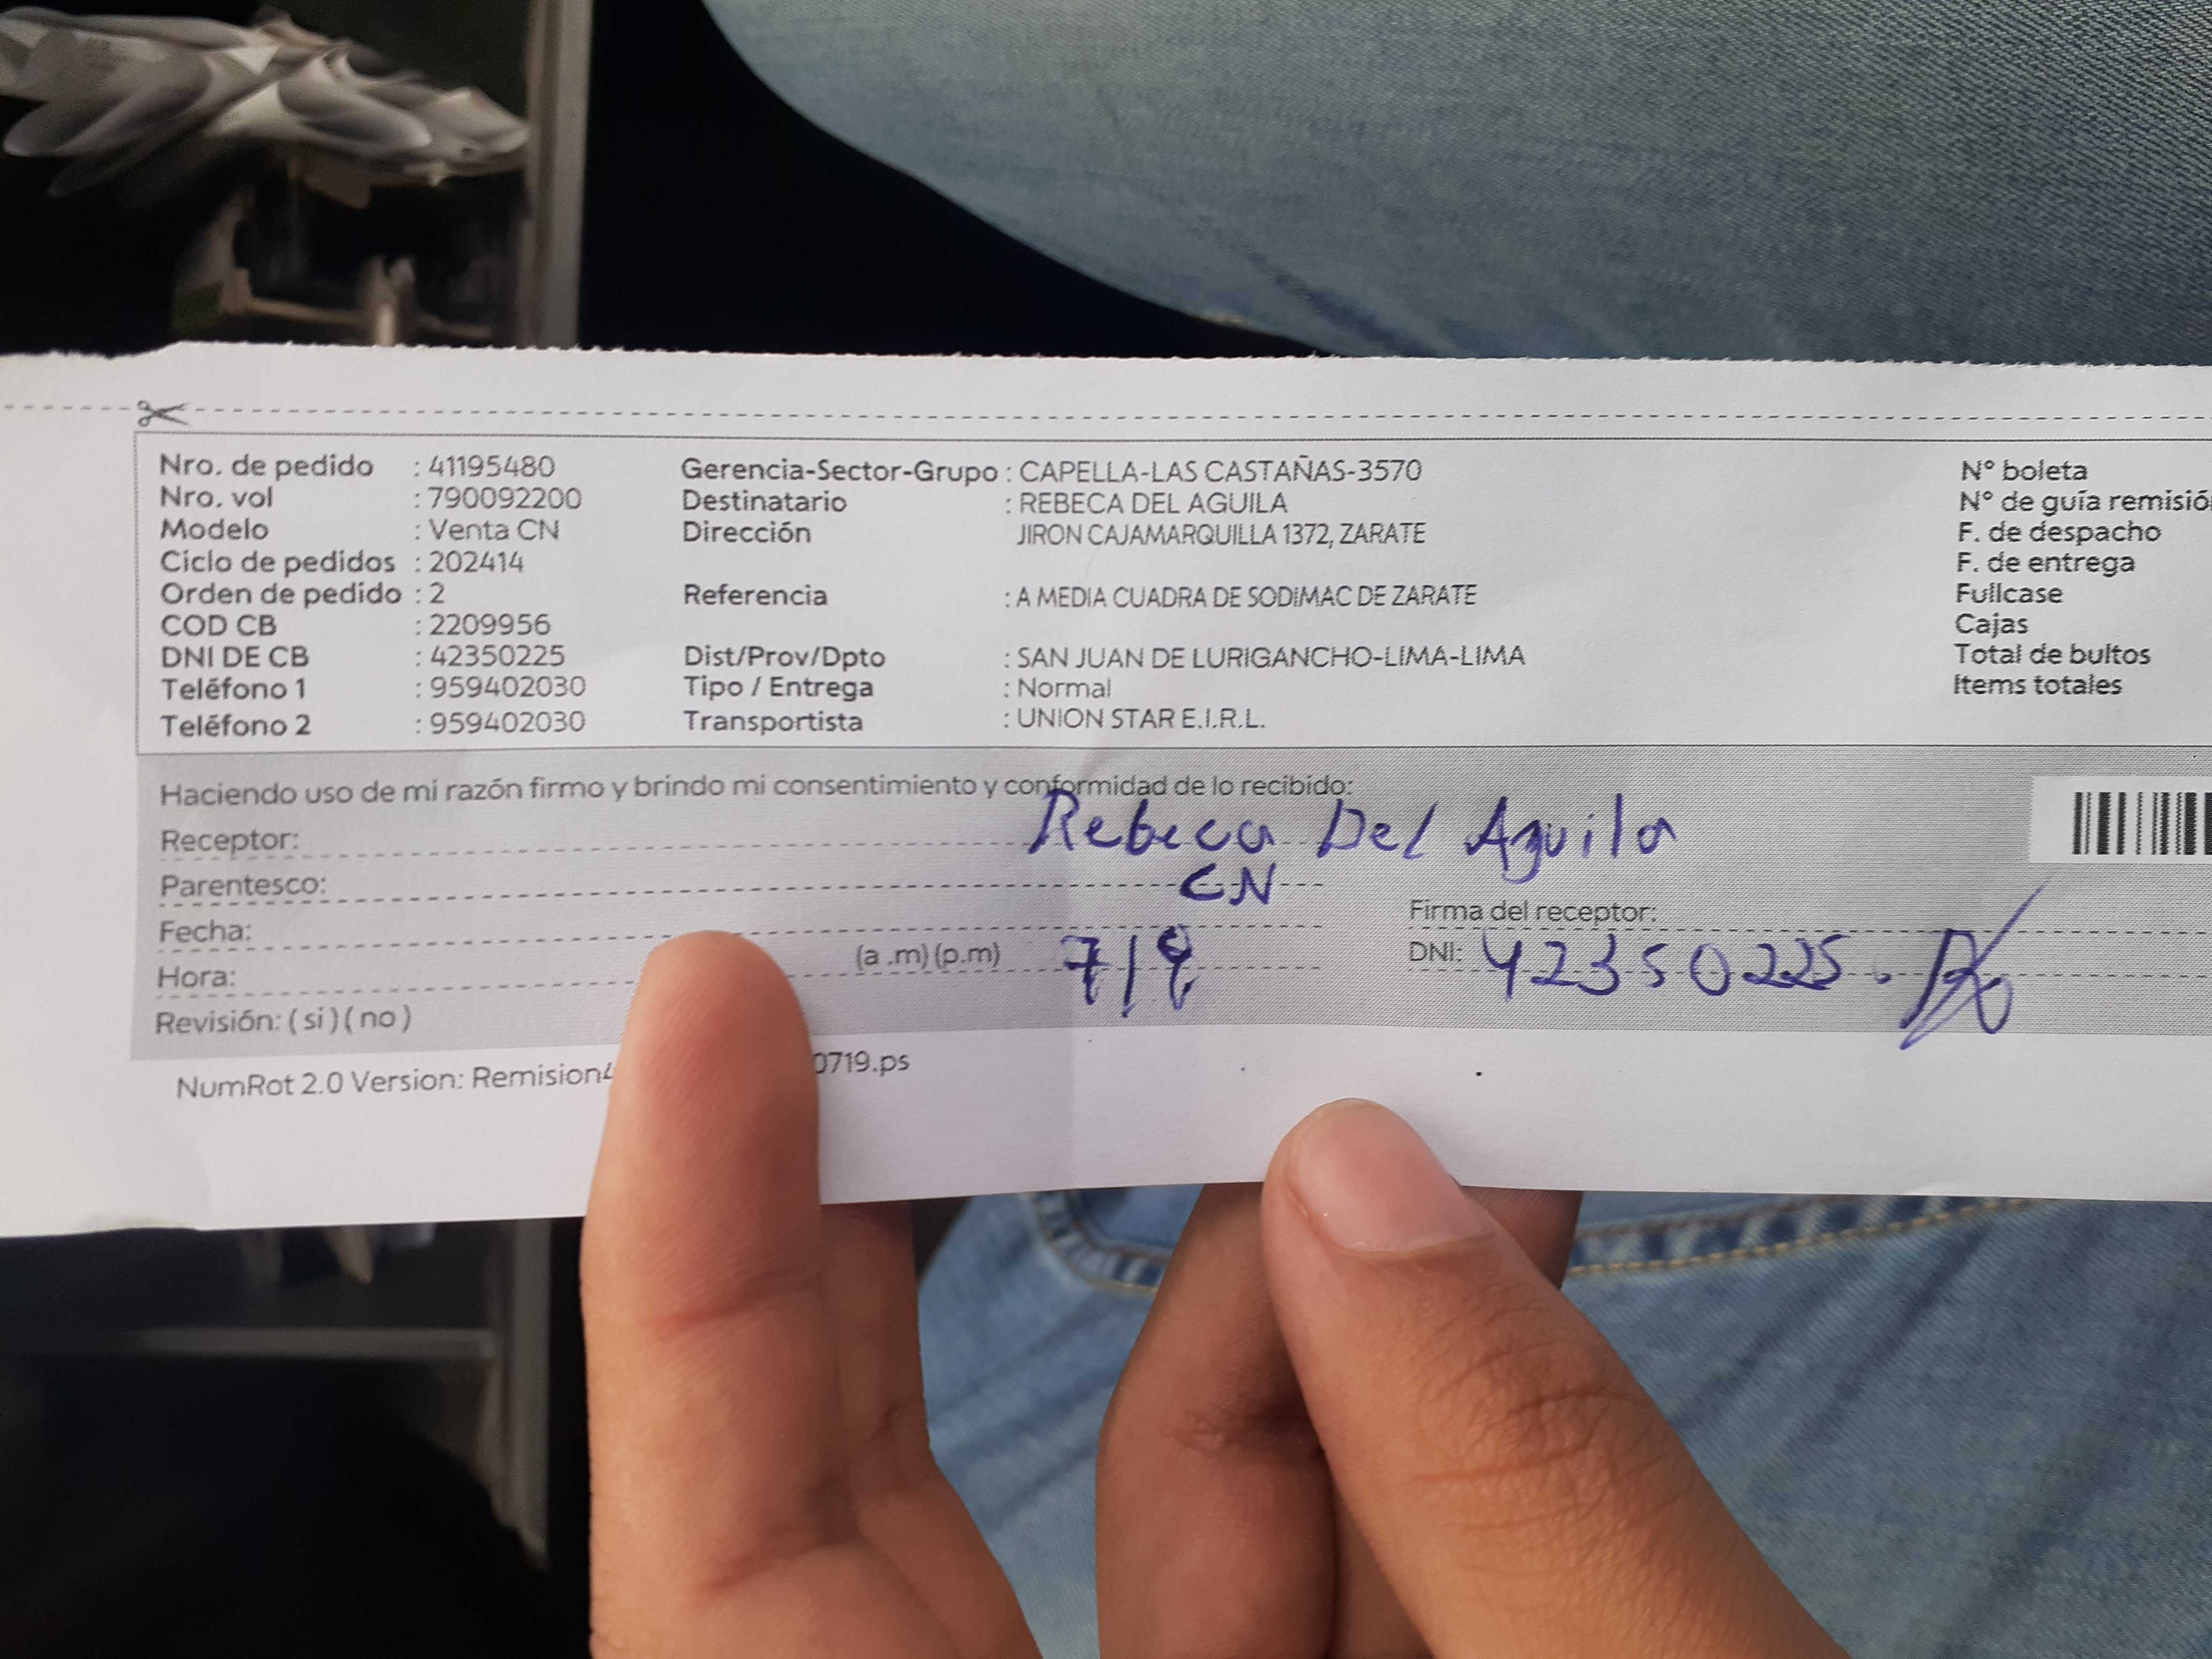 Nro. de pedido : 41195480 Gerencia-Sector-Grupo : CAPELLA-LAS CASTAÑAS-3570 N° boleta
Nro. vol : 790092200 Destinatario : REBECA DEL AGUILA N° de guía remisión
Modelo : Venta CN Dirección JIRON CAJAMARQUILLA 1372, ZARATE F. de despacho
Ciclo de pedidos : 202414 F. de entrega
Orden de pedido : 2 Referencia : A MEDIA CUADRA DE SODIMAC DE ZARATE Fullcase
COD CB : 2209956 Cajas
DNI DE CB : 42350225 Dist/Prov/Dpto : SAN JUAN DE LURIGANCHO-LIMA-LIMA Total de bultos
Teléfono 1 : 959402030 Tipo / Entrega : Normal Items totales
Teléfono 2 : 959402030 Transportista : UNION STAR E.I.R.L.
Haciendo uso de mi razón firmo y brindo mi consentimiento y conformidad de lo recibido:
Receptor: Rebeca Del Aguila
Parentesco: CN
Fecha: Firma del receptor:
Hora: (a .m) (p.m) 7/9 DNI: 42350225.
Revisión: ( si ) ( no )
NumRot 2.0 Version: Remision 0719.ps